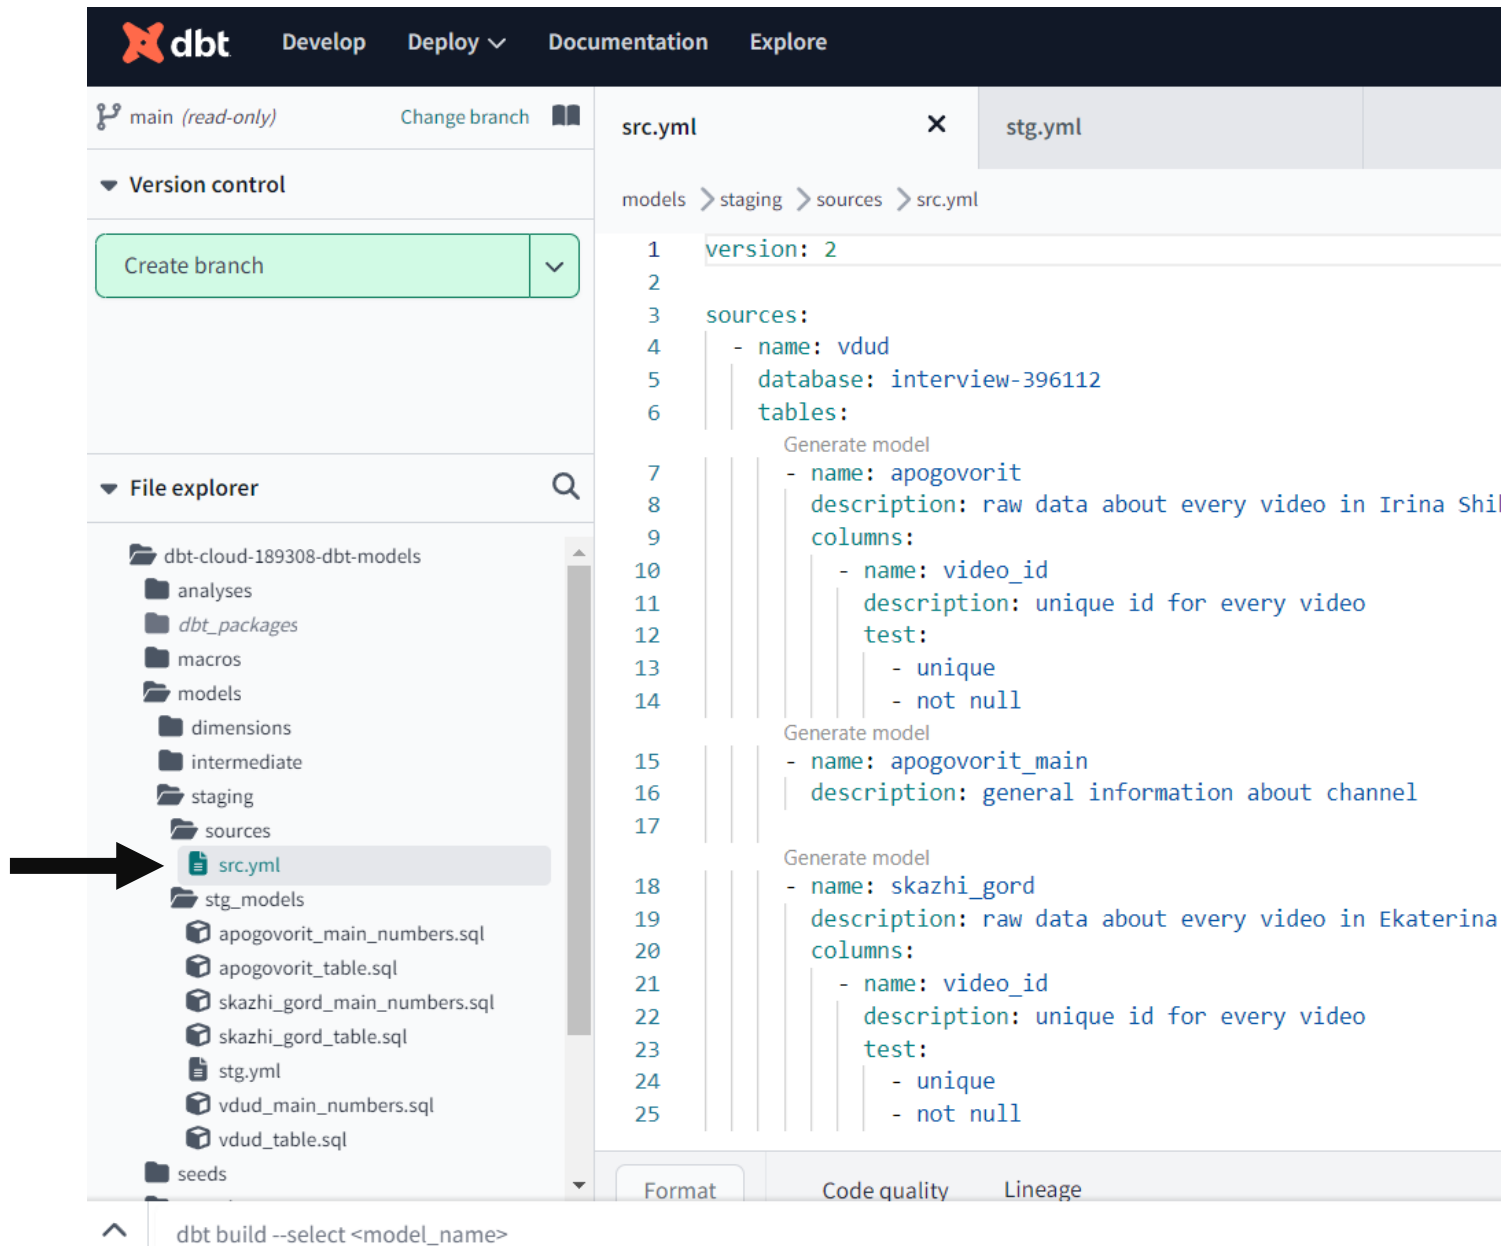 dbt Develop Deploy Documentation Explore
main (read-only) Change branch
Version control
Create branch
File explorer
dbt-cloud-189308-dbt-models
analyses
dbt_packages
macros
models
dimensions
intermediate
staging
sources
src.yml
stg_models
apogovorit_main_numbers.sql
apogovorit_table.sql
skazhi_gord_main_numbers.sql
skazhi_gord_table.sql
stg.yml
vdud_main_numbers.sql
vdud_table.sql
seeds
src.yml stg.yml
models > staging > sources > src.yml
1 version: 2
2
3 sources:
4 - name: vdud
5 database: interview-396112
6 tables:
Generate model
7 - name: apogovorit
8 description: raw data about every video in Irina
9 columns:
10 - name: video_id
11 description: unique id for every video
12 test:
13 - unique
14 - not null
Generate model
15 - name: apogovorit_main
16 description: general information about channel
17
Generate model
18 - name: skazhi_gord
19 description: raw data about every video in Ekaterina
20 columns:
21 - name: video_id
22 description: unique id for every video
23 test:
24 - unique
25 - not null
Format Code quality Lineage
dbt build --select <model_name>